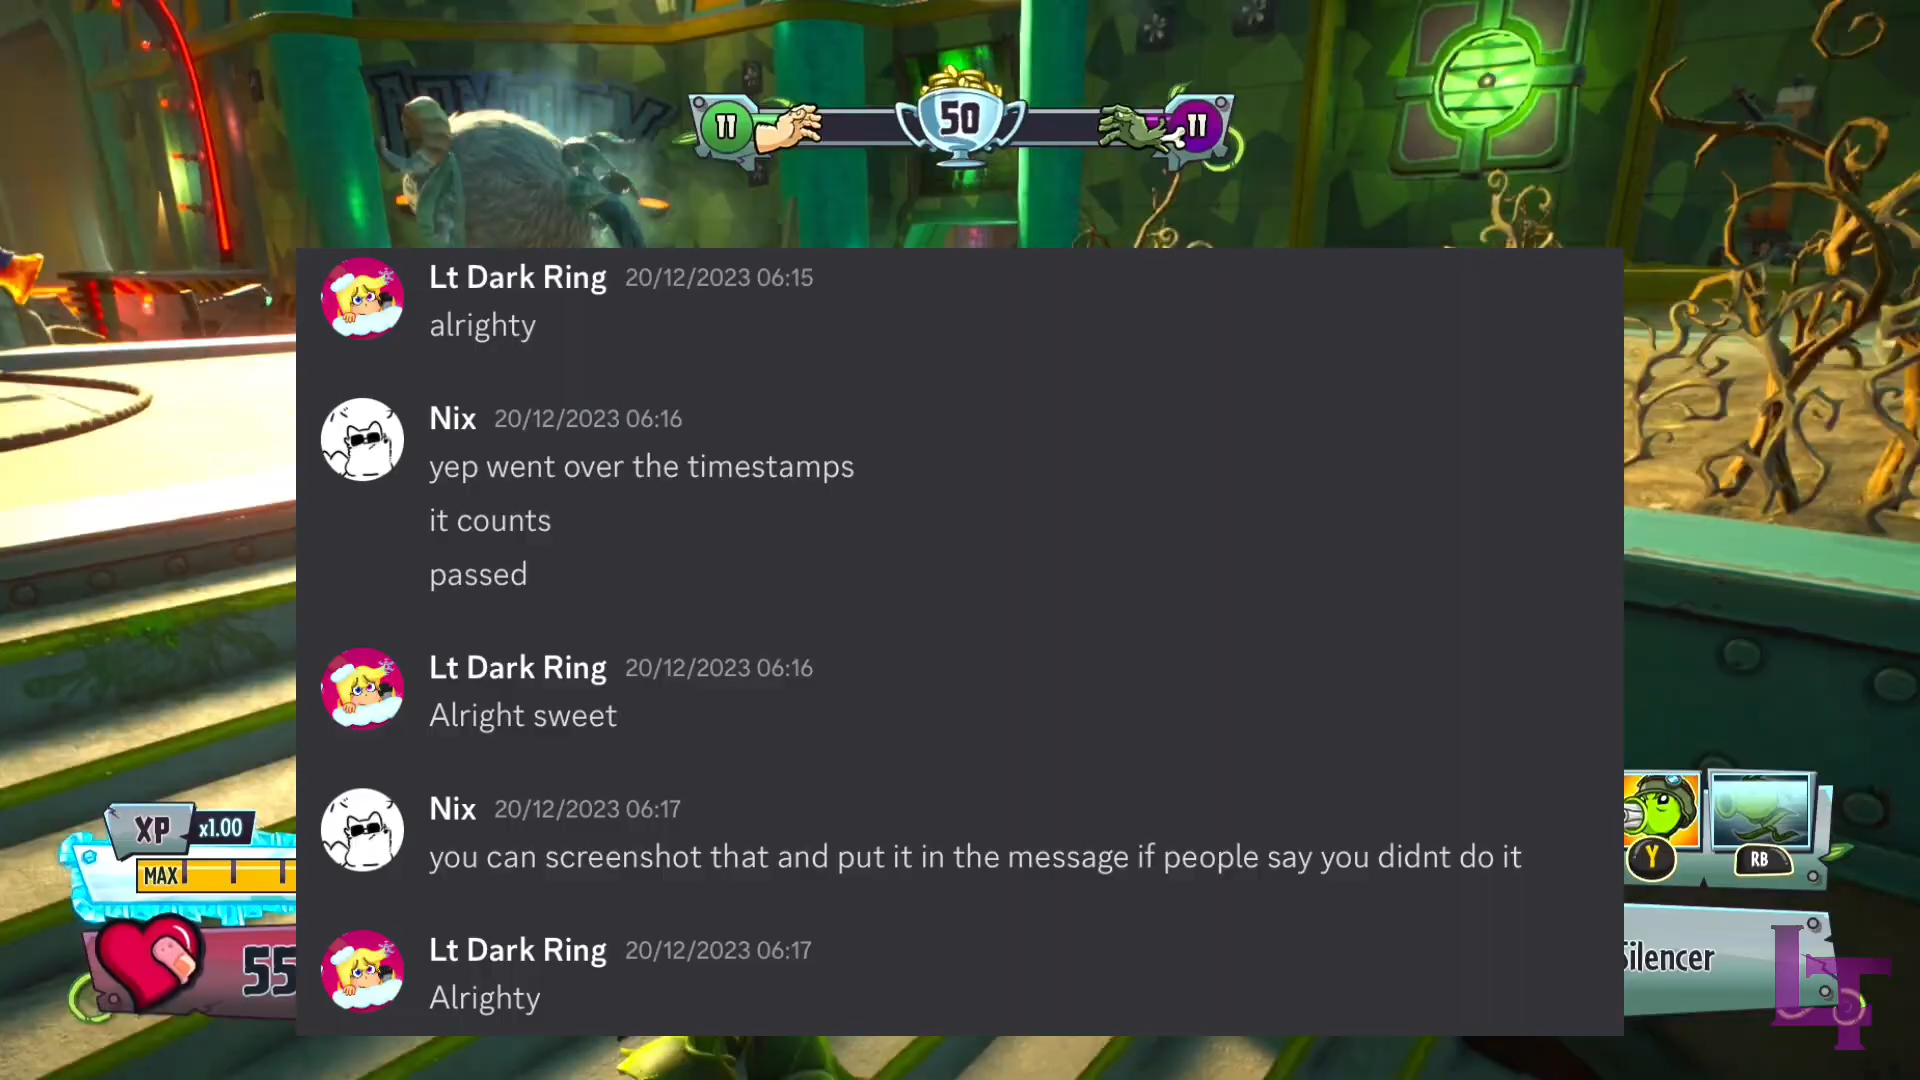 11
50
11
Lt Dark Ring 20/12/2023 06:15
alrighty
Nix 20/12/2023 06:16
yep went over the timestamps
it counts
passed
Lt Dark Ring 20/12/2023 06:16
Alright sweet
Nix 20/12/2023 06:17
you can screenshot that and put it in the message if people say you didnt do it
Lt Dark Ring 20/12/2023 06:17
Alrighty
XP x1.00
MAX
55
Y RB
Silencer
LT